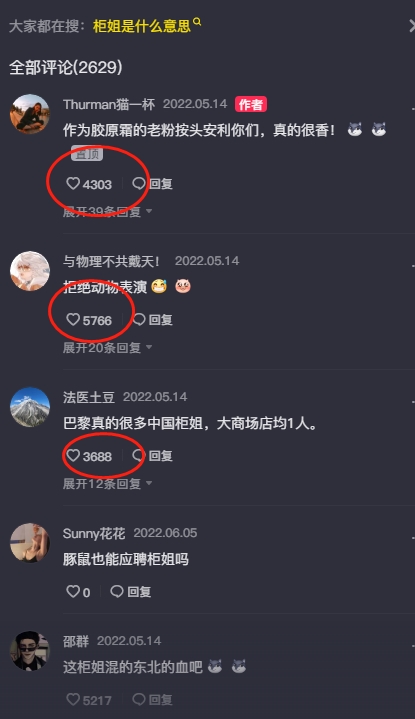 大家都在搜：柜姐是什么意思
全部评论(2629)
Thurman猫一杯 2022.05.14 作者
作为胶原霜的老粉按头安利你们，真的很香！
置顶
4303 回复
展开39条回复
与物理不共戴天！ 2022.05.14
拒绝动物表演
5766 回复
展开20条回复
法医土豆 2022.05.14
巴黎真的很多中国柜姐，大商场店均1人。
3688 回复
展开12条回复
Sunny花花 2022.06.05
豚鼠也能应聘柜姐吗
0 回复
邵群 2022.05.14
这柜姐混的东北的血吧
5217 回复